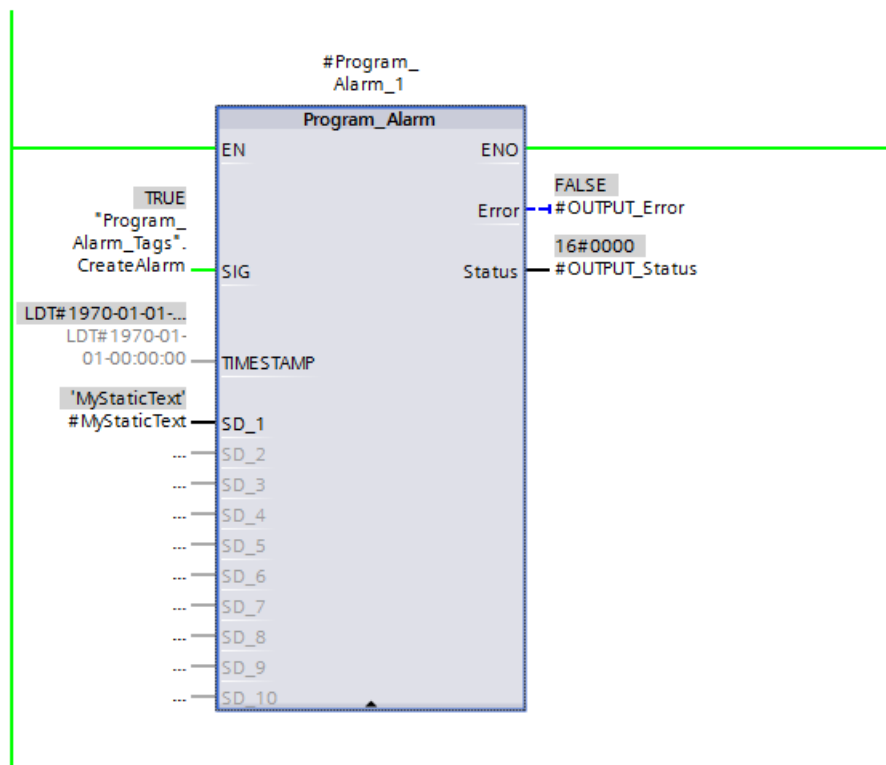 #Program_
Alarm_1
Program_Alarm
EN
ENO
TRUE
"Program_
Alarm_Tags".
CreateAlarm
SIG
FALSE
Error
#OUTPUT_Error
16#0000
Status
#OUTPUT_Status
LDT#1970-01-01-...
LDT#1970-01-
01-00:00:00
TIMESTAMP
'MyStaticText'
#MyStaticText
SD_1
... SD_2
... SD_3
... SD_4
... SD_5
... SD_6
... SD_7
... SD_8
... SD_9
... SD_10